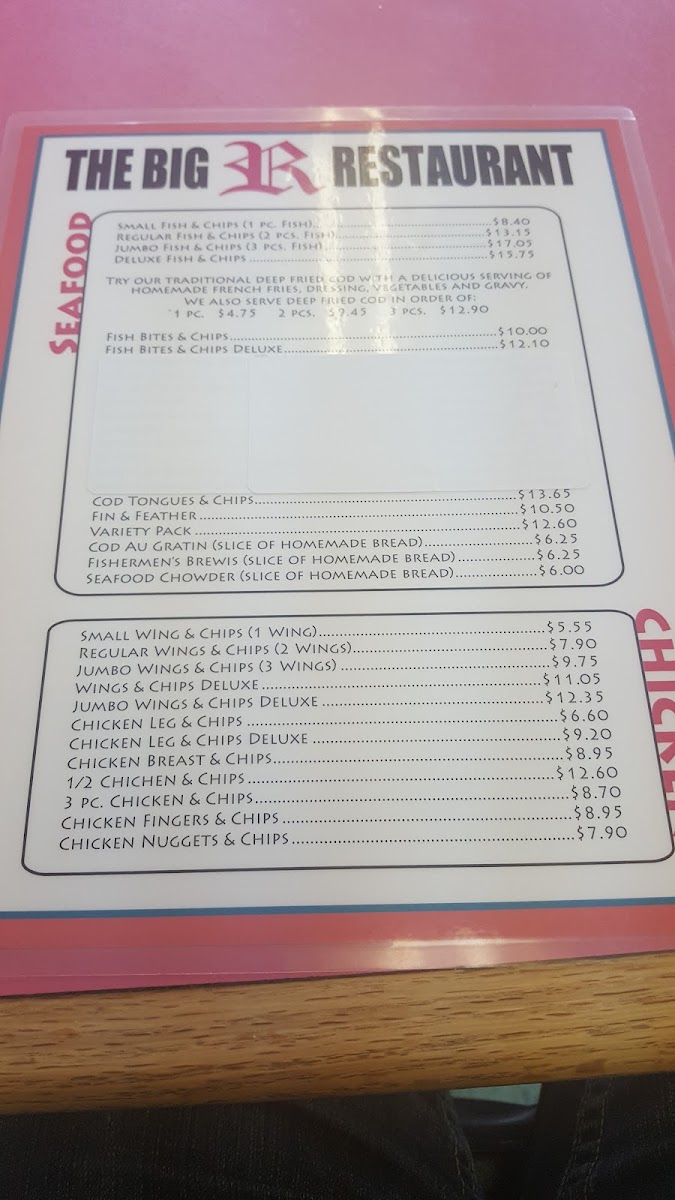 THE BIG R RESTAURANT
SEAFOOD
SMALL FISH & CHIPS (1 PC. FISH)..........$8.40
REGULAR FISH & CHIPS (2 PCS. FISH)..........$13.15
JUMBO FISH & CHIPS (3 PCS. FISH)..........$17.05
DELUXE FISH & CHIPS..........$15.75
TRY OUR TRADITIONAL DEEP FRIED COD WITH A DELICIOUS SERVING OF
HOMEMADE FRENCH FRIES, DRESSING, VEGETABLES AND GRAVY.
WE ALSO SERVE DEEP FRIED COD IN ORDER OF:
1 PC. $4.75 2 PCS. $9.45 3 PCS. $12.90
FISH BITES & CHIPS..........$10.00
FISH BITES & CHIPS DELUXE..........$12.10
COD TONGUES & CHIPS..........$13.65
FIN & FEATHER..........$10.50
VARIETY PACK..........$12.60
COD AU GRATIN (SLICE OF HOMEMADE BREAD)..........$6.25
FISHERMEN'S BREWIS (SLICE OF HOMEMADE BREAD)..........$6.25
SEAFOOD CHOWDER (SLICE OF HOMEMADE BREAD)..........$6.00
CHICKEN
SMALL WING & CHIPS (1 WING)..........$5.55
REGULAR WINGS & CHIPS (2 WINGS)..........$7.90
JUMBO WINGS & CHIPS (3 WINGS)..........$9.75
WINGS & CHIPS DELUXE..........$11.05
JUMBO WINGS & CHIPS DELUXE..........$12.35
CHICKEN LEG & CHIPS..........$6.60
CHICKEN LEG & CHIPS DELUXE..........$9.20
CHICKEN BREAST & CHIPS..........$8.95
1/2 CHICHEN & CHIPS..........$12.60
3 PC. CHICKEN & CHIPS..........$8.70
CHICKEN FINGERS & CHIPS..........$8.95
CHICKEN NUGGETS & CHIPS..........$7.90